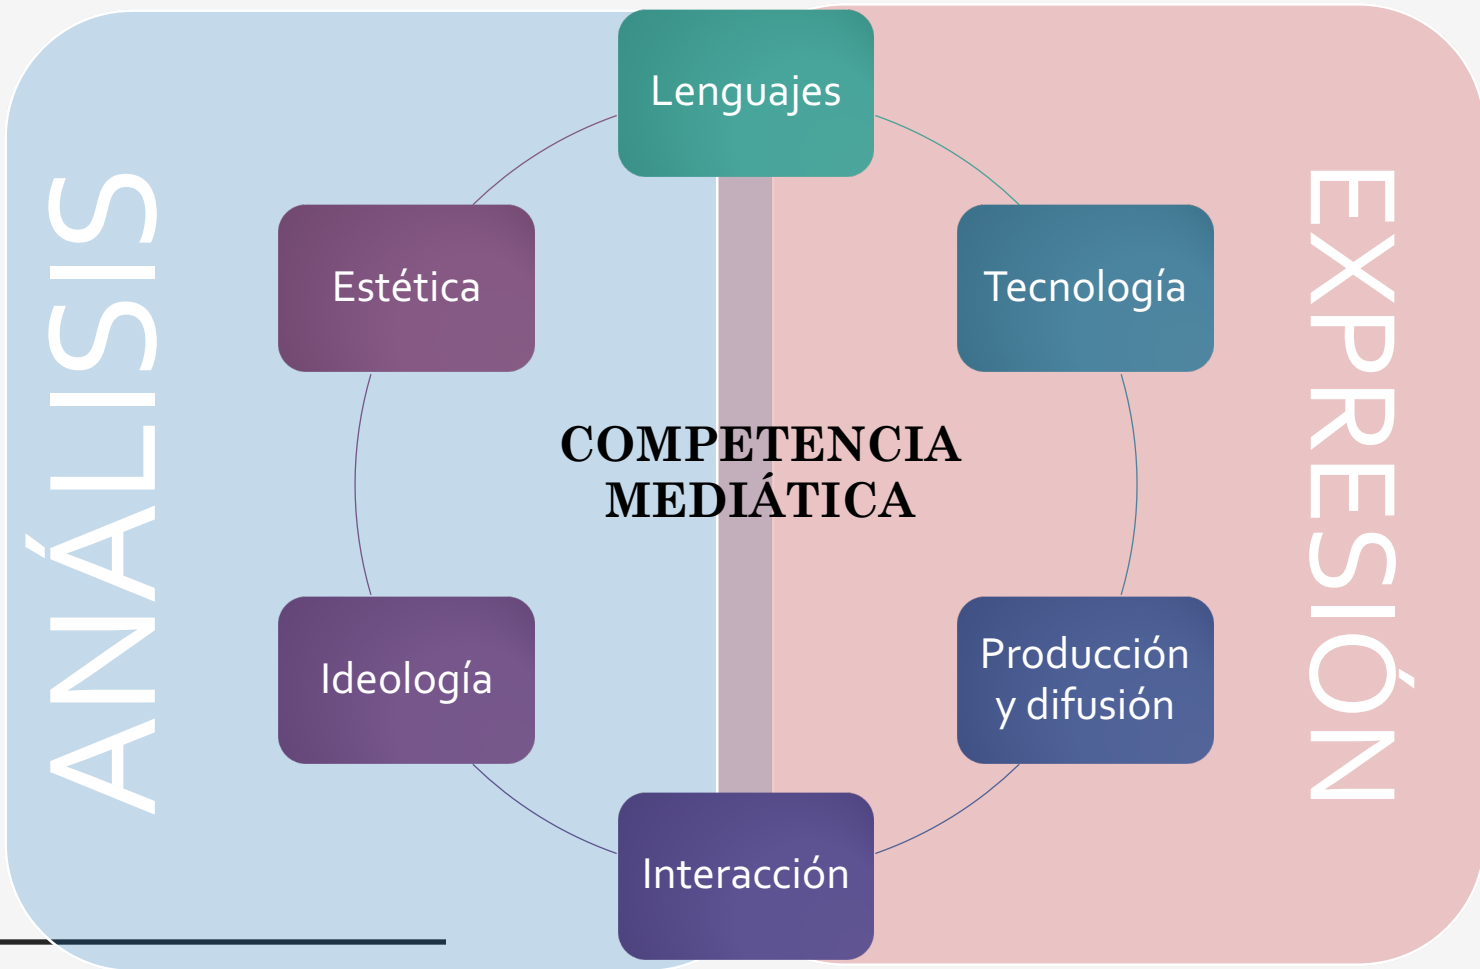 Lenguajes
Estética
Tecnología
ANÁLISIS
EXPRESIÓN
COMPETENCIA
MEDIÁTICA
Ideología
Producción
y difusión
Interacción